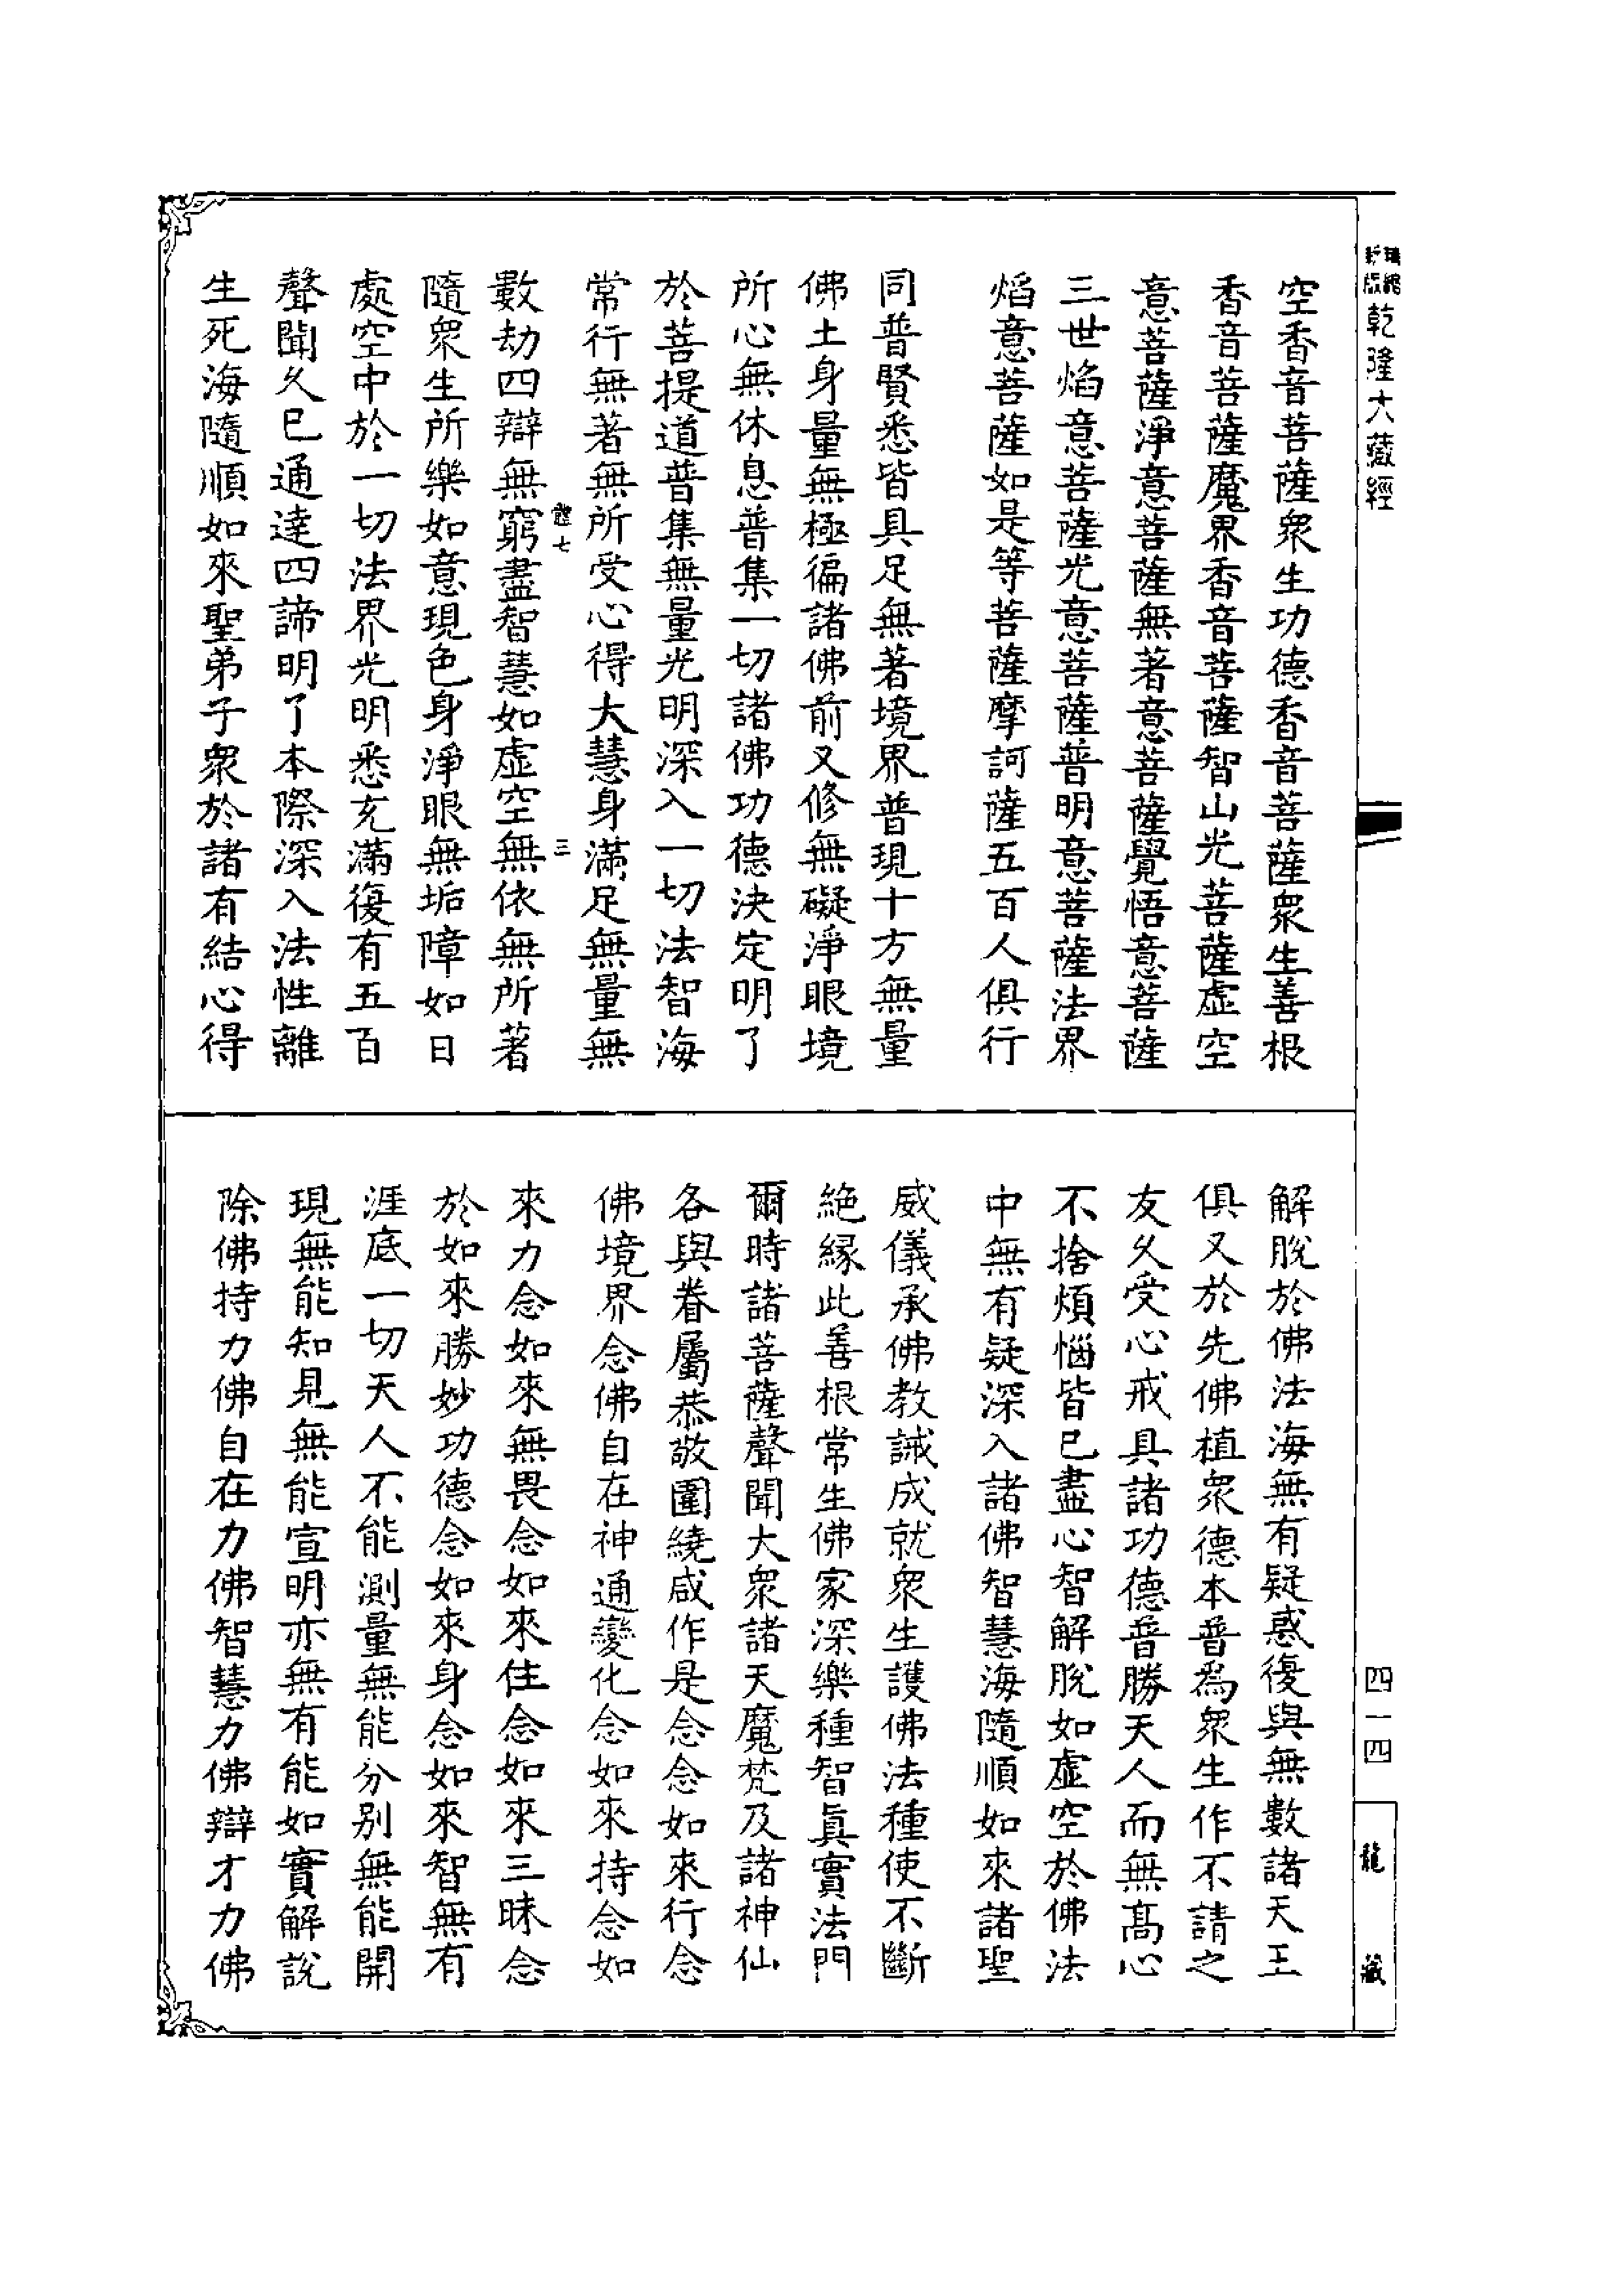 乾隆大藏經
空香音菩薩衆生功德香音菩薩衆生善根
香音菩薩魔界香音菩薩智山光菩薩虛空
意菩薩淨意菩薩無著意菩薩覺悟意菩薩
三世焰意菩薩光意菩薩普明意菩薩法界
焰意菩薩如是等菩薩摩訶薩五百人俱行
同普賢悉皆具足無著境界普現十方無量
佛土身量無極徧諸佛前又修無礙淨眼境
所心無休息普集一切諸佛功德決定明了
於菩提道普集無量光明深入一切法智海
常行無著無所受心得大慧身滿足無量無
七 三
數劫四辯無窮盡智慧如虛空無依無所著
隨衆生所樂如意現色身淨眼無垢障如日
處空中於一切法界光明悉充滿復有五百
聲聞久已通達四諦明了本際深入法性離
生死海隨順如來聖弟子衆於諸有結心得
解脫於佛法海無有疑惑復與無數諸天王
俱又於先佛植衆德本普爲衆生作不請之
友久受心戒具諸功德普勝天人而無髙心
不捨煩惱皆已盡心智解脫如虛空於佛法
中無有疑深入諸佛智慧海隨順如來諸聖
威儀承佛教誡成就衆生護佛法種使不斷
絶緣此善根常生佛家深樂種智眞實法門
爾時諸菩薩聲聞大衆諸天魔梵及諸神仙
各與眷屬恭敬圍繞咸作是念念如來行念
佛境界念佛自在神通變化念如來持念如
來力念如來無畏念如來住念如來三昧念
於如來勝妙功德念如來身念如來智無有
涯底一切天人不能測量無能分別無能開
現無能知見無能宣明亦無有能如實解說
除佛持力佛自在力佛智慧力佛辯才力佛
四一四
龍藏